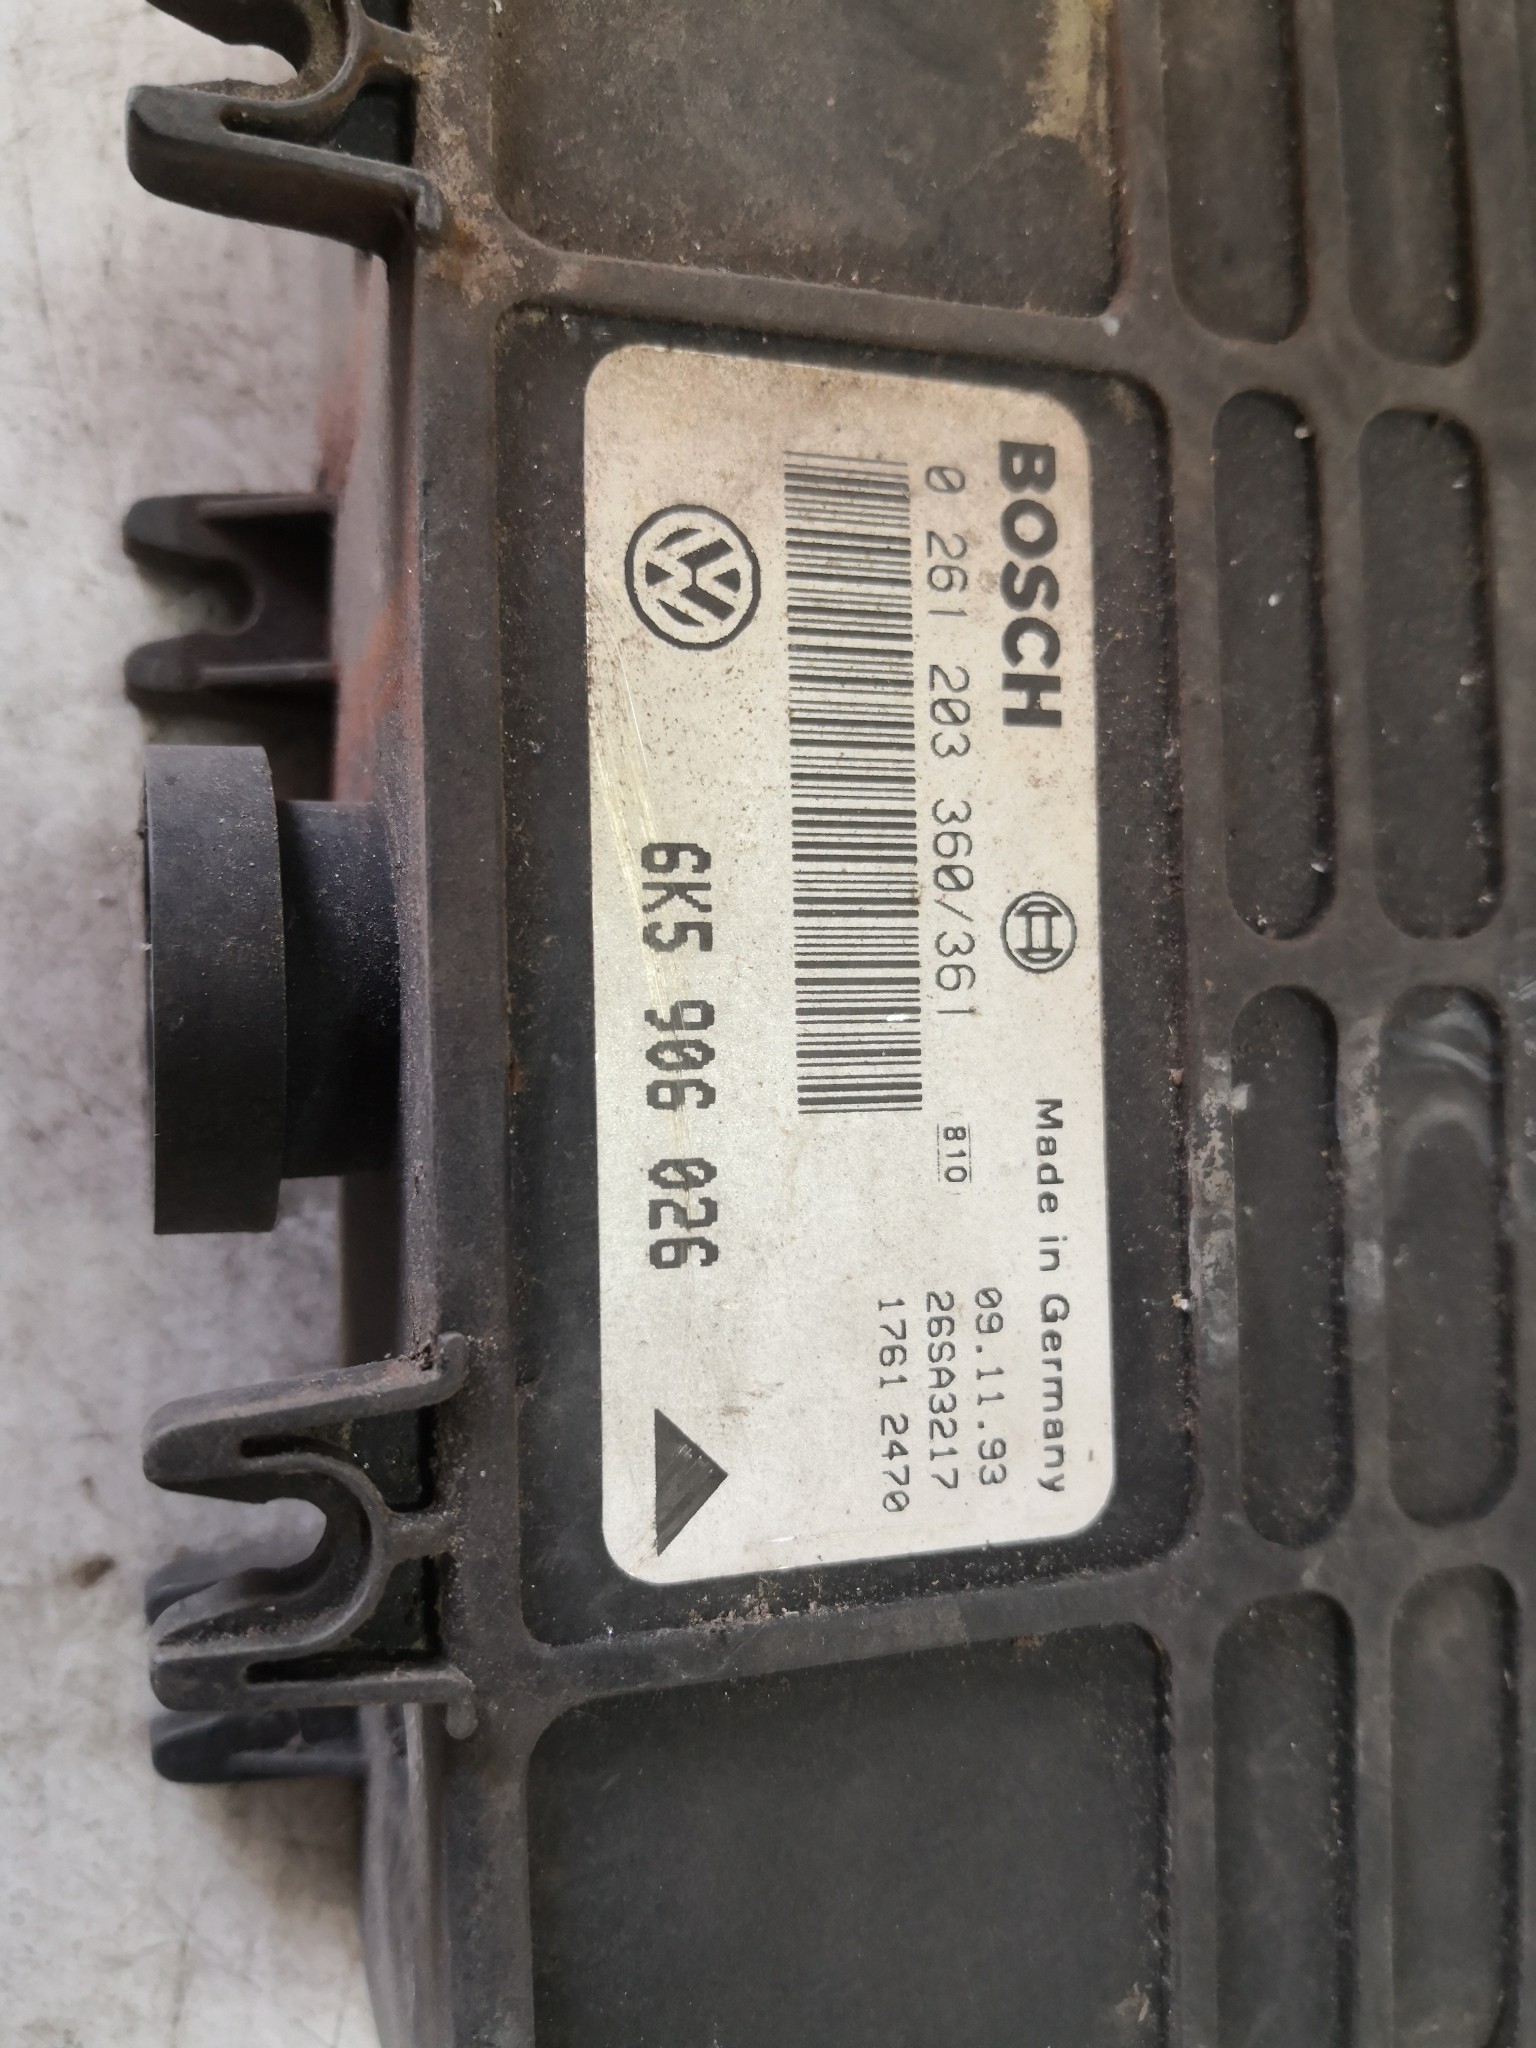 BOSCH
Made in Germany
0 261 203 360/361
810
09.11.93
26SA3217
1761 2470
6K5 906 026